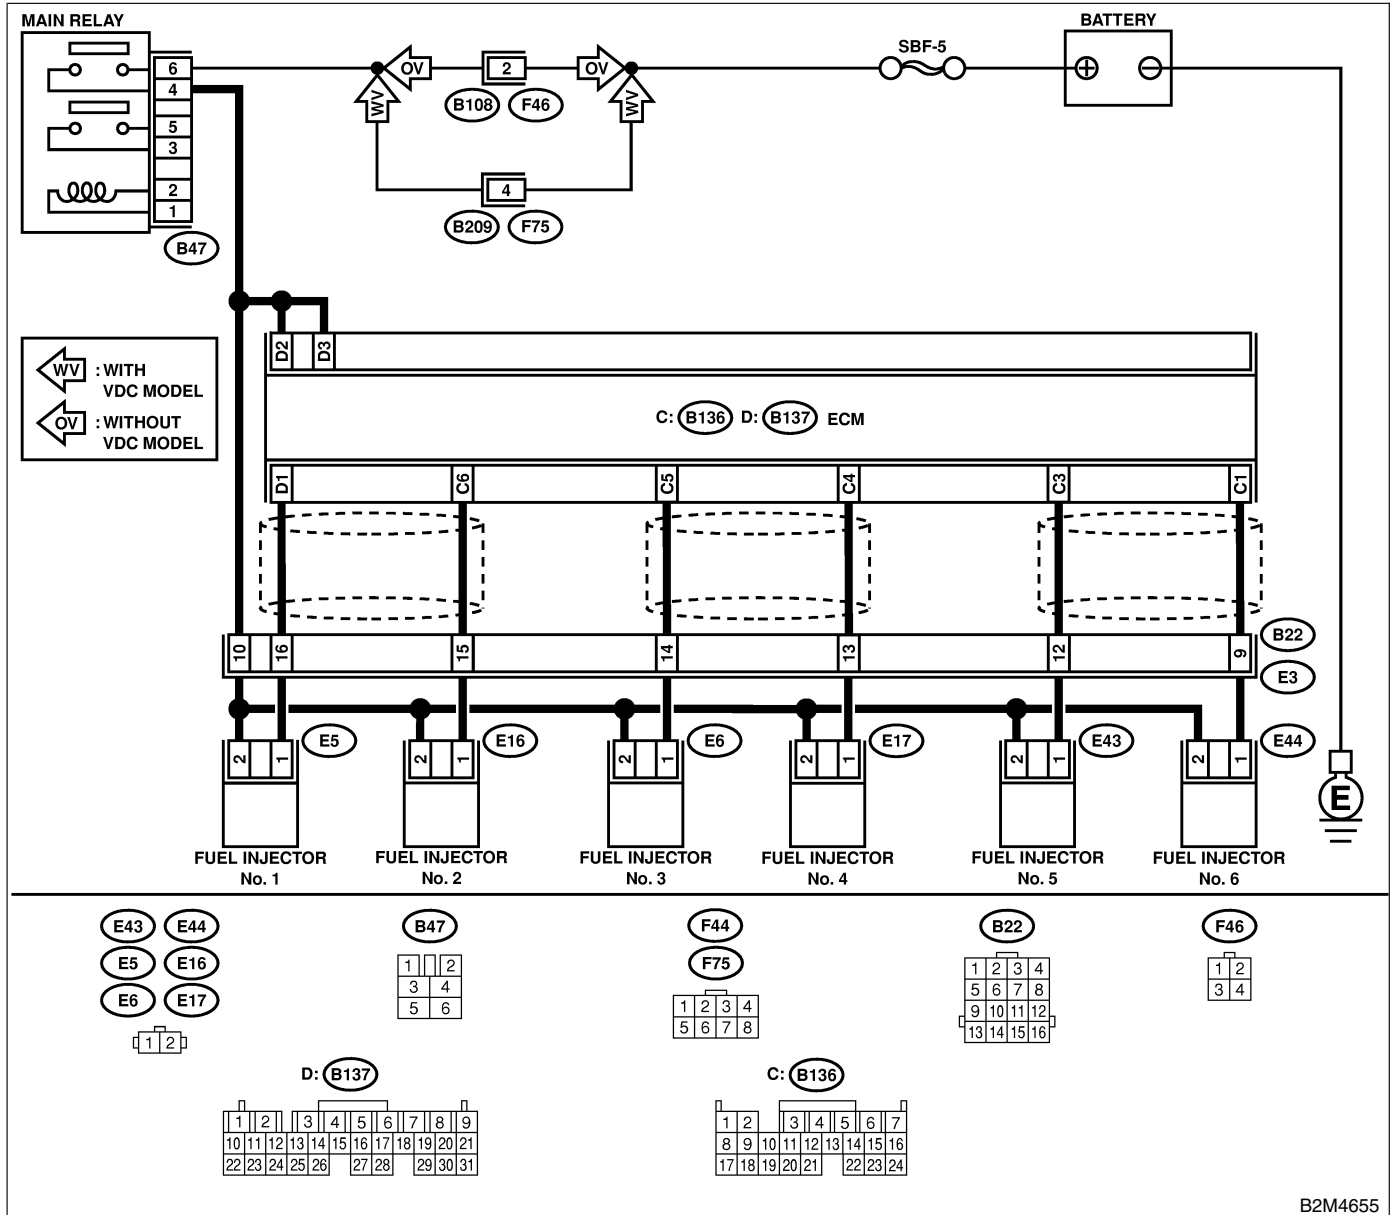 MAIN RELAY
BATTERY
SBF-5
6
4
5
3
2
1
B47
OV
2
OV
B108
F46
WV
WV
4
B209
F75
WV : WITH
VDC MODEL
OV : WITHOUT
VDC MODEL
D2
D3
C: B136 D: B137 ECM
D1
C6
C5
C4
C3
C1
10
16
15
14
13
12
9
B22
E3
E5
E16
E6
E17
E43
E44
2 1
2 1
2 1
2 1
2 1
2 1
E
FUEL INJECTOR
No. 1
FUEL INJECTOR
No. 2
FUEL INJECTOR
No. 3
FUEL INJECTOR
No. 4
FUEL INJECTOR
No. 5
FUEL INJECTOR
No. 6
E43 E44
E5 E16
E6 E17
1 2
B47
1 2
3 4
5 6
F44
F75
1 2 3 4
5 6 7 8
B22
1 2 3 4
5 6 7 8
9 10 11 12
13 14 15 16
F46
1 2
3 4
D: B137
1 2 3 4 5 6 7 8 9
10 11 12 13 14 15 16 17 18 19 20 21
22 23 24 25 26 27 28 29 30 31
C: B136
1 2 3 4 5 6 7
8 9 10 11 12 13 14 15 16
17 18 19 20 21 22 23 24
B2M4655